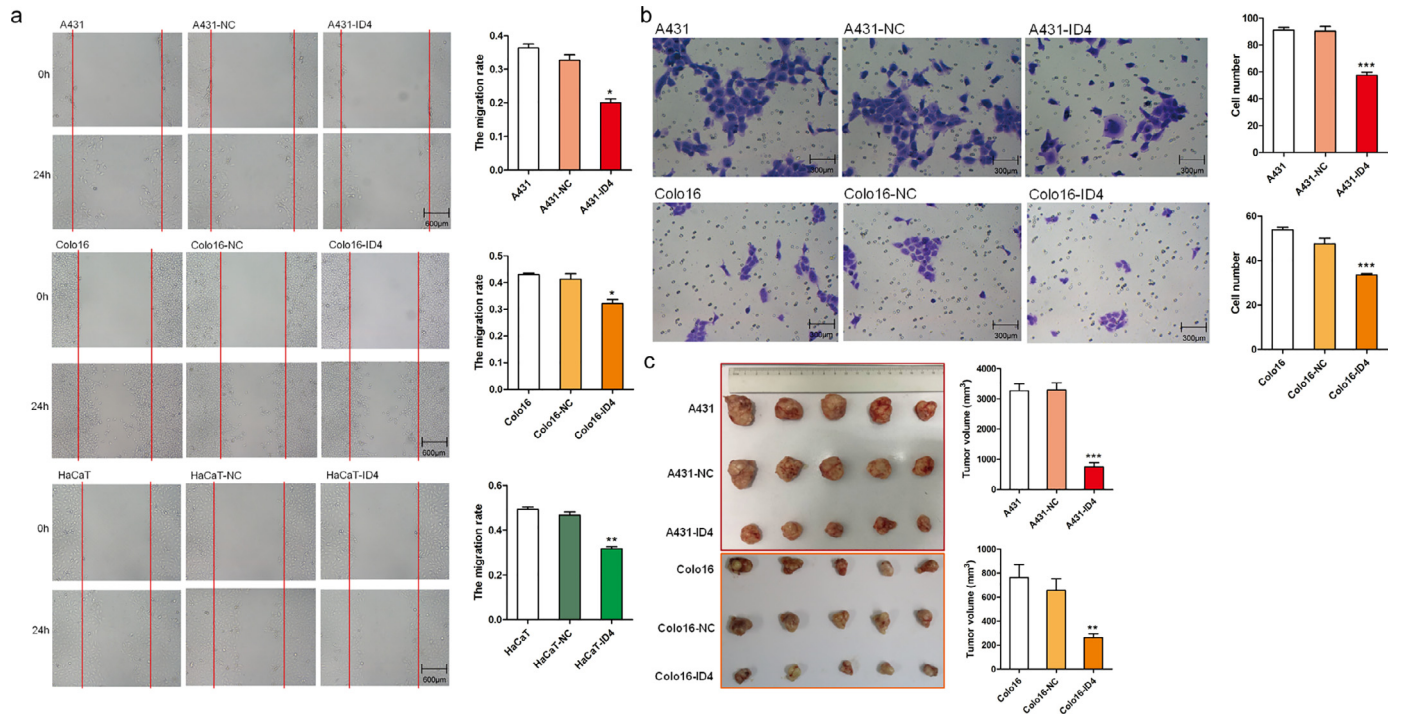 a
A431
A431-NC
A431-ID4
0h
24h
600μm
The migration rate
0.4
0.3
0.2
0.1
0.0
*
A431
A431-NC
A431-ID4
Colo16
Colo16-NC
Colo16-ID4
0h
24h
600μm
The migration rate
0.5
0.4
0.3
0.2
0.1
0.0
*
Colo16
Colo16-NC
Colo16-ID4
HaCaT
HaCaT-NC
HaCaT-ID4
0h
24h
600μm
The migration rate
0.6
0.4
0.2
0.0
**
HaCaT
HaCaT-NC
HaCaT-ID4
b
A431
A431-NC
A431-ID4
300μm
300μm
300μm
Cell number
100
80
60
40
20
0
***
A431
A431-NC
A431-ID4
Colo16
Colo16-NC
Colo16-ID4
300μm
300μm
300μm
Cell number
60
40
20
0
***
Colo16
Colo16-NC
Colo16-ID4
c
A431
A431-NC
A431-ID4
Colo16
Colo16-NC
Colo16-ID4
Tumor volume (mm³)
4000
3000
2000
1000
0
***
A431
A431-NC
A431-ID4
Tumor volume (mm³)
800
600
400
200
0
**
Colo16
Colo16-NC
Colo16-ID4